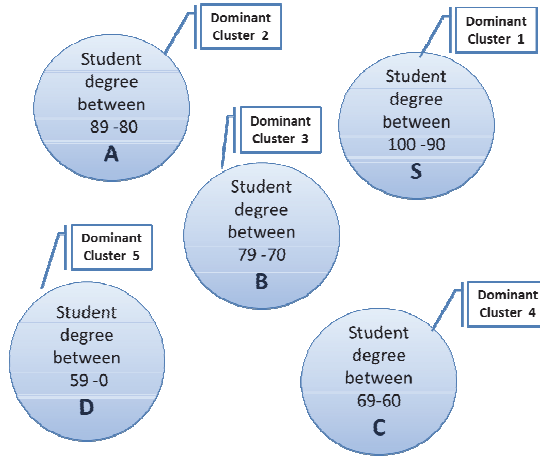 Dominant
Cluster 2
Student
degree
between
89 -80
A
Dominant
Cluster 1
Student
degree
between
100 -90
S
Dominant
Cluster 3
Student
degree
between
79 -70
B
Dominant
Cluster 5
Student
degree
between
59 -0
D
Dominant
Cluster 4
Student
degree
between
69-60
C